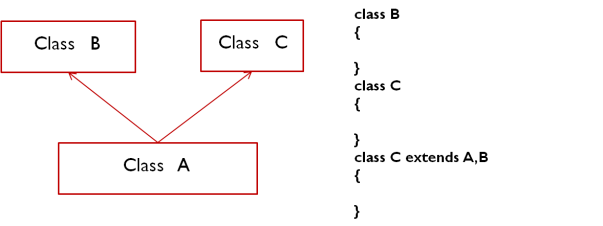 Class B
Class C
Class A
class B
{
}
class C
{
}
class C extends A,B
{
}